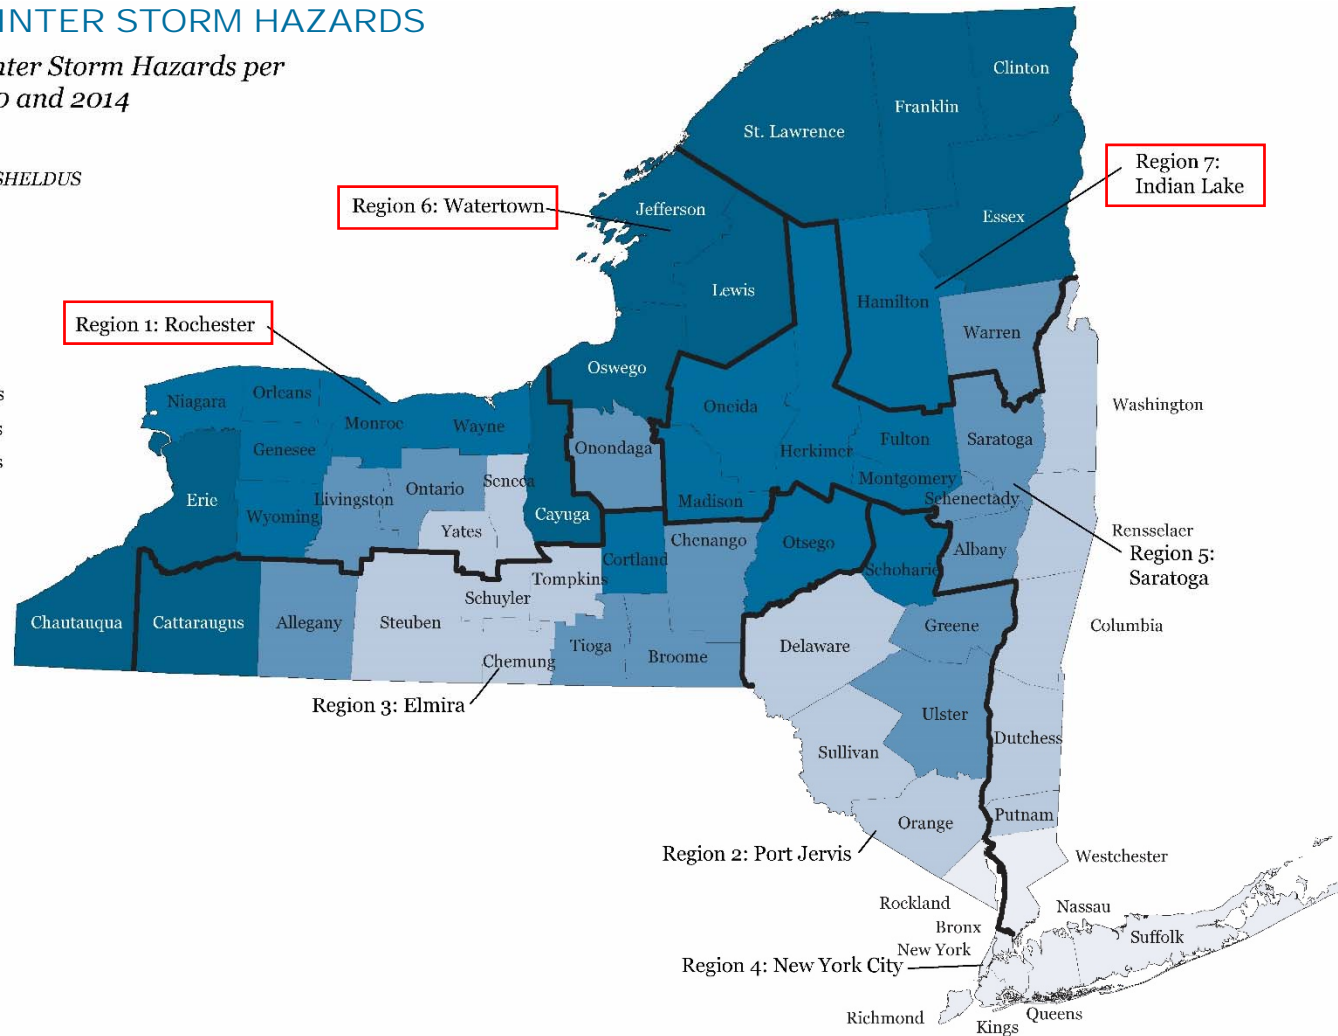 INTER STORM HAZARDS
nter Storm Hazards per
0 and 2014
SHELDUS
s
s
s
Clinton
Franklin
St. Lawrence
Region 7:
Indian Lake
Region 6: Watertown
Jefferson
Essex
Lewis
Hamilton
Region 1: Rochester
Warren
Oswego
Niagara
Orleans
Monroe
Wayne
Oneida
Washington
Genesee
Onondaga
Herkimer
Fulton
Saratoga
Livingston
Ontario
Seneca
Montgomery
Erie
Wyoming
Cayuga
Madison
Schenectady
Yates
Chenango
Otsego
Albany
Rensselaer
Region 5:
Saratoga
Cortland
Schoharie
Tompkins
Schuyler
Chautauqua
Cattaraugus
Allegany
Steuben
Greene
Columbia
Delaware
Tioga
Broome
Chemung
Region 3: Elmira
Ulster
Dutchess
Sullivan
Orange
Putnam
Region 2: Port Jervis
Westchester
Rockland
Nassau
Bronx
New York
Suffolk
Region 4: New York City
Richmond
Kings
Queens